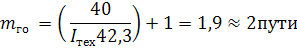 m_го = (40 / I_тех 42,3) + 1 = 1,9 ≈ 2пути